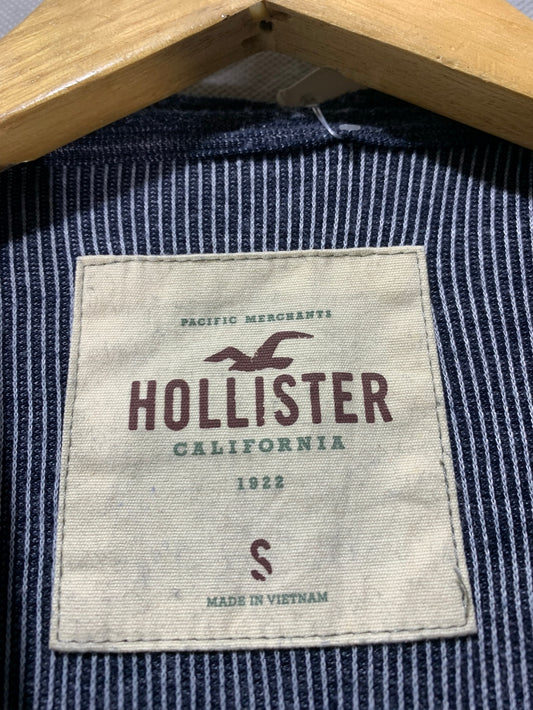 PACIFIC MERCHANTS
HOLLISTER
CALIFORNIA
1922
S
MADE IN VIETNAM